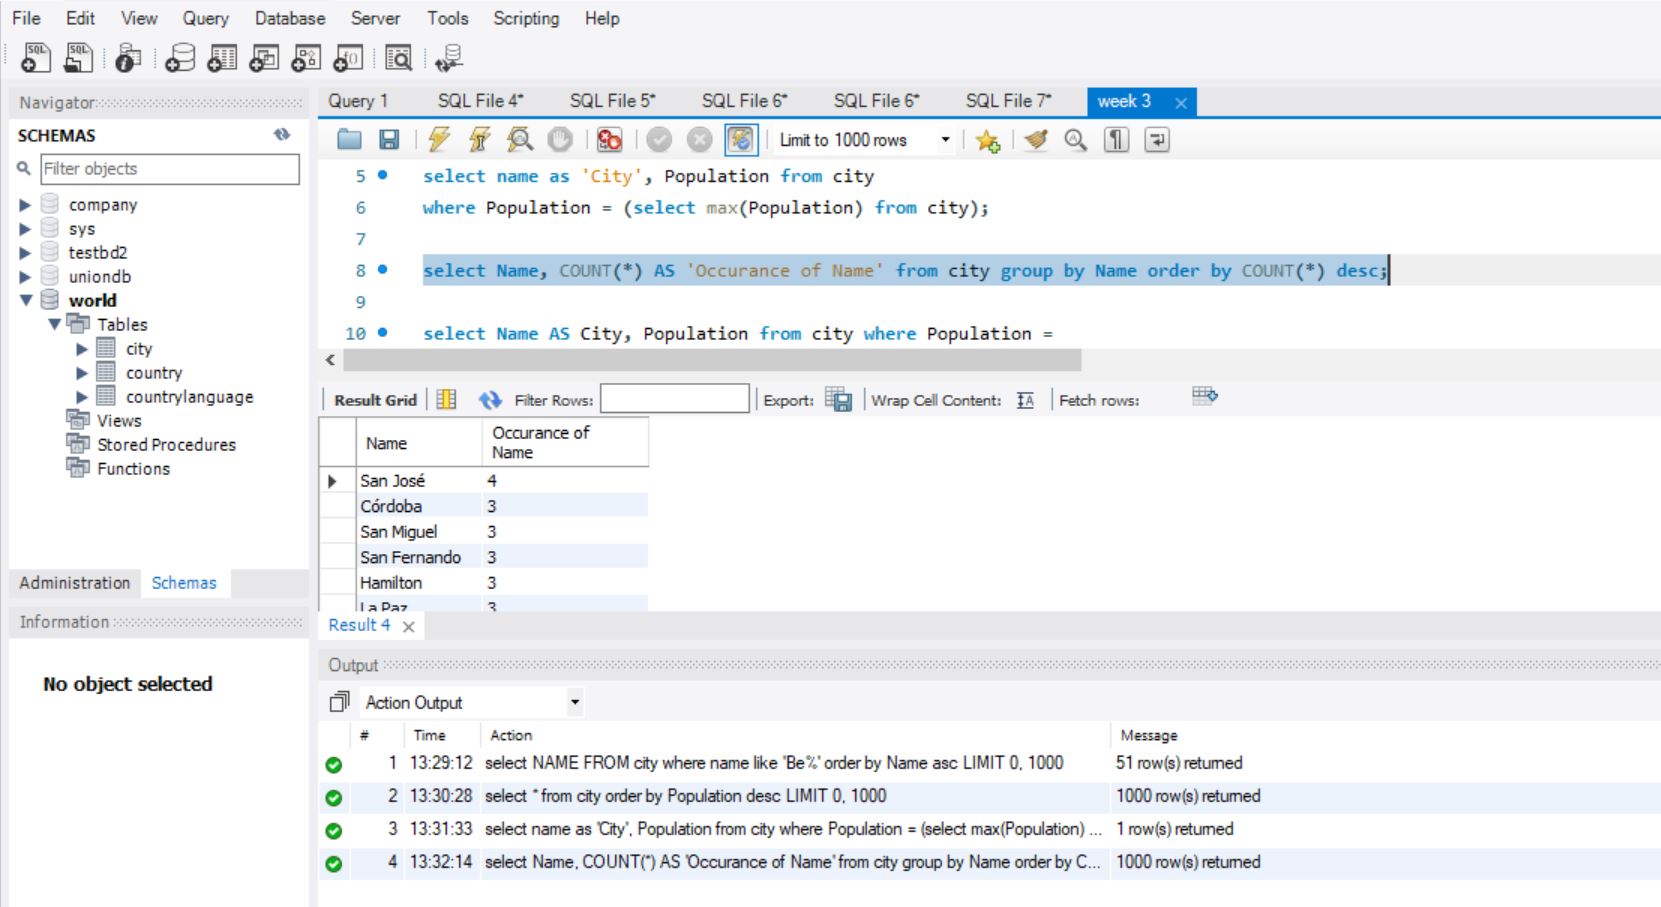 File Edit View Query Database Server Tools Scripting Help
Navigator
SCHEMAS
Filter objects
company
sys
testbd2
uniondb
world
Tables
city
country
countrylanguage
Views
Stored Procedures
Functions
Administration Schemas
Information
No object selected
Query 1 SQL File 4* SQL File 5* SQL File 6* SQL File 6* SQL File 7* week 3
Limit to 1000 rows
5 select name as 'City', Population from city
6 where Population = (select max(Population) from city);
7
8 select Name, COUNT(*) AS 'Occurance of Name' from city group by Name order by COUNT(*) desc;
9
10 select Name AS City, Population from city where Population =
Result Grid Filter Rows: Export: Wrap Cell Content: Fetch rows:
Name Occurance of
Name
San José 4
Córdoba 3
San Miguel 3
San Fernando 3
Hamilton 3
La Paz 3
Result 4
Output
Action Output
# Time Action Message
1 13:29:12 select NAME FROM city where name like 'Be%' order by Name asc LIMIT 0, 1000 51 row(s) returned
2 13:30:28 select * from city order by Population desc LIMIT 0, 1000 1000 row(s) returned
3 13:31:33 select name as 'City', Population from city where Population = (select max(Population) ... 1 row(s) returned
4 13:32:14 select Name, COUNT(*) AS 'Occurance of Name' from city group by Name order by C... 1000 row(s) returned